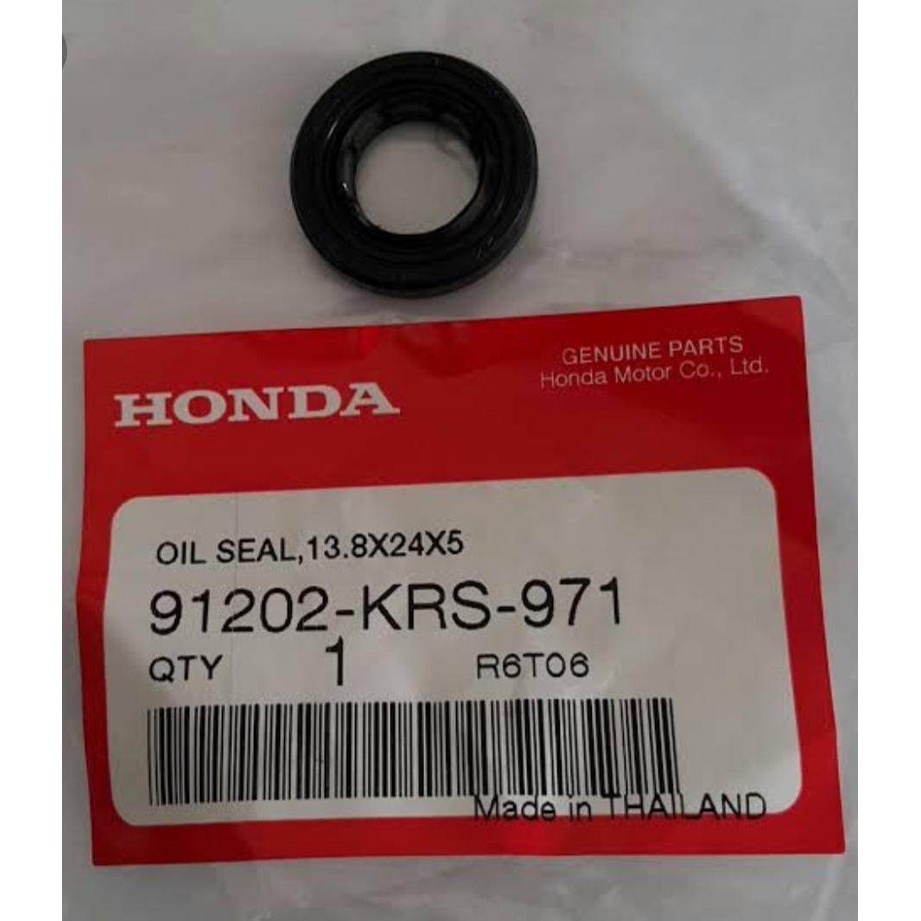 GENUINE PARTS
Honda Motor Co., Ltd.
HONDA
OIL SEAL,13.8X24X5
91202-KRS-971
QTY 1 R6T06
Made in THAILAND